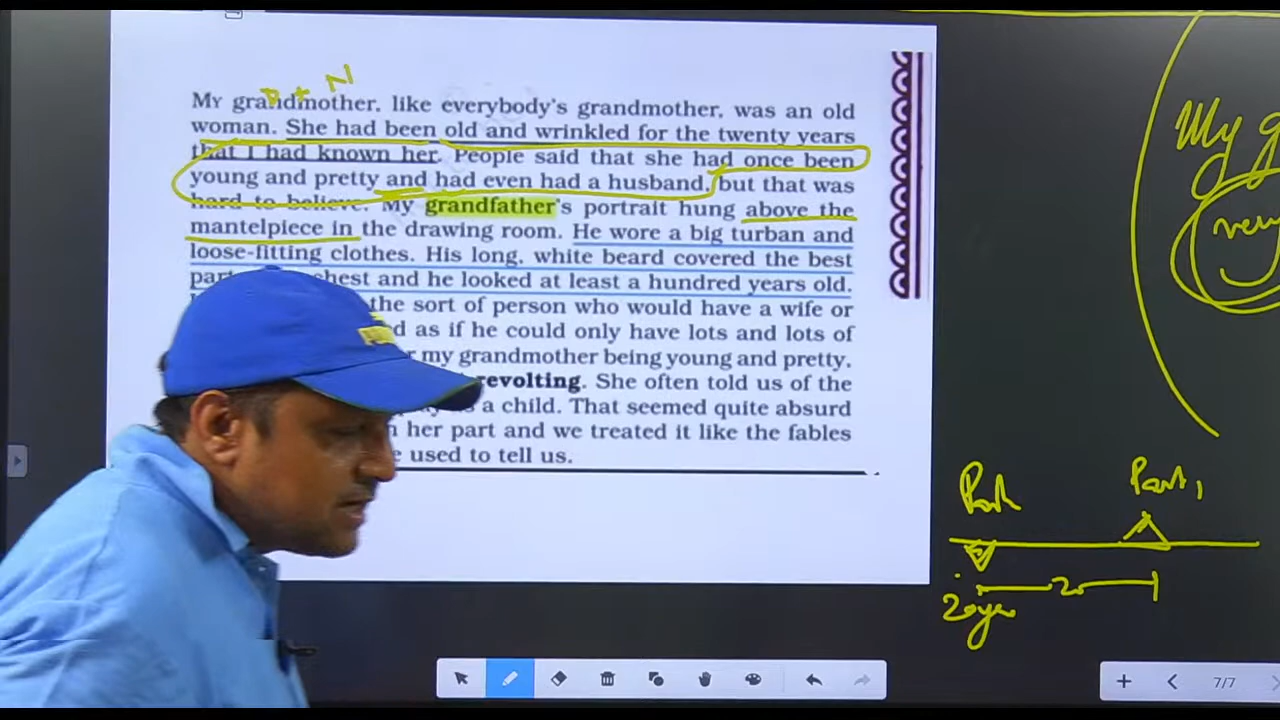 P + N
My grandmother, like everybody's grandmother, was an old
woman. She had been old and wrinkled for the twenty years
that I had known her. People said that she had once been
young and pretty and had even had a husband, but that was
hard to believe. My grandfather's portrait hung above the
mantelpiece in the drawing room. He wore a big turban and
loose-fitting clothes. His long, white beard covered the best
chest and he looked at least a hundred years old.
the sort of person who would have a wife or
as if he could only have lots and lots of
my grandmother being young and pretty,
revolting. She often told us of the
a child. That seemed quite absurd
her part and we treated it like the fables
used to tell us.
My g
very
Part,
20
7/7